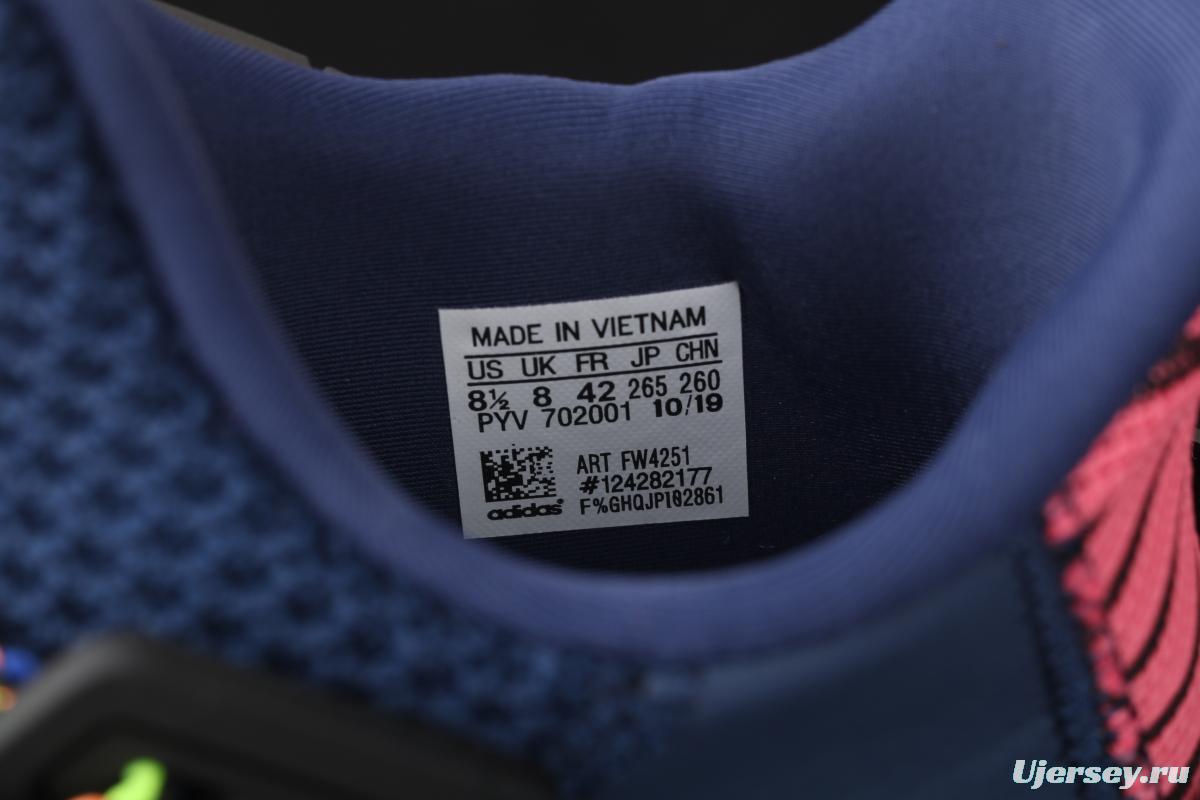 MADE IN VIETNAM
US UK FR JP CHN
8½ 8 42 265 260
PYV 702001 10/19
ART FW4251
#124282177
F%GHQJPI02861
adidas®
Ujersey.ru